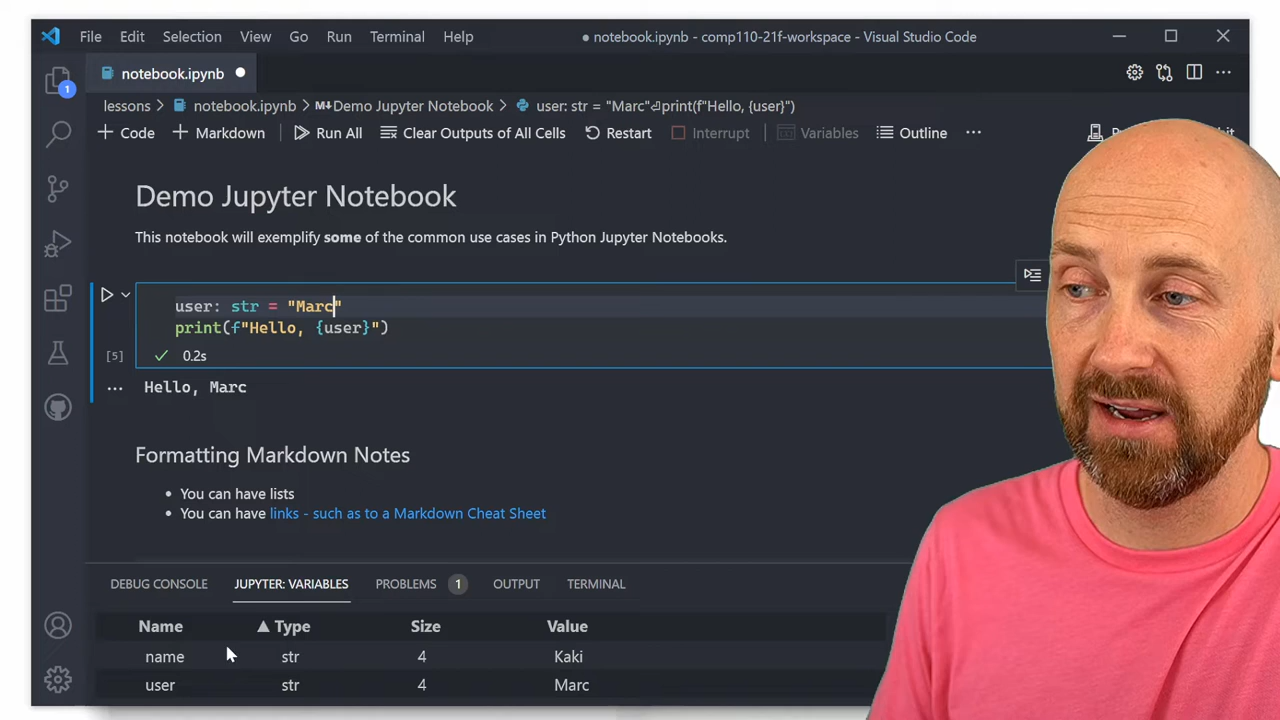 File Edit Selection View Go Run Terminal Help ● notebook.ipynb - comp110-21f-workspace - Visual Studio Code
notebook.ipynb ●
1
lessons > notebook.ipynb > M↓Demo Jupyter Notebook > user: str = "Marc"⏎print(f"Hello, {user}")
+ Code + Markdown Run All Clear Outputs of All Cells Restart Interrupt Variables Outline ...
Demo Jupyter Notebook
This notebook will exemplify some of the common use cases in Python Jupyter Notebooks.
user: str = "Marc"
print(f"Hello, {user}")
[5] ✓ 0.2s
... Hello, Marc
Formatting Markdown Notes
• You can have lists
• You can have links - such as to a Markdown Cheat Sheet
DEBUG CONSOLE JUPYTER: VARIABLES PROBLEMS 1 OUTPUT TERMINAL
Name ▲ Type Size Value
name str 4 Kaki
user str 4 Marc